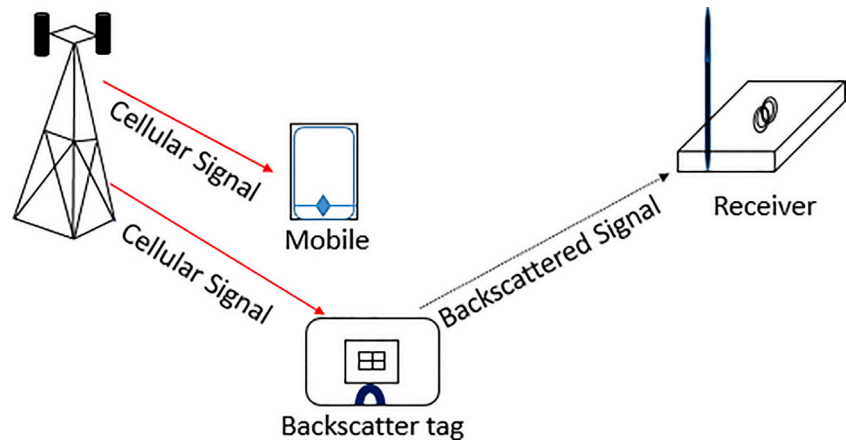 Cellular Signal
Mobile
Cellular Signal
Backscatter tag
Backscattered Signal
Receiver